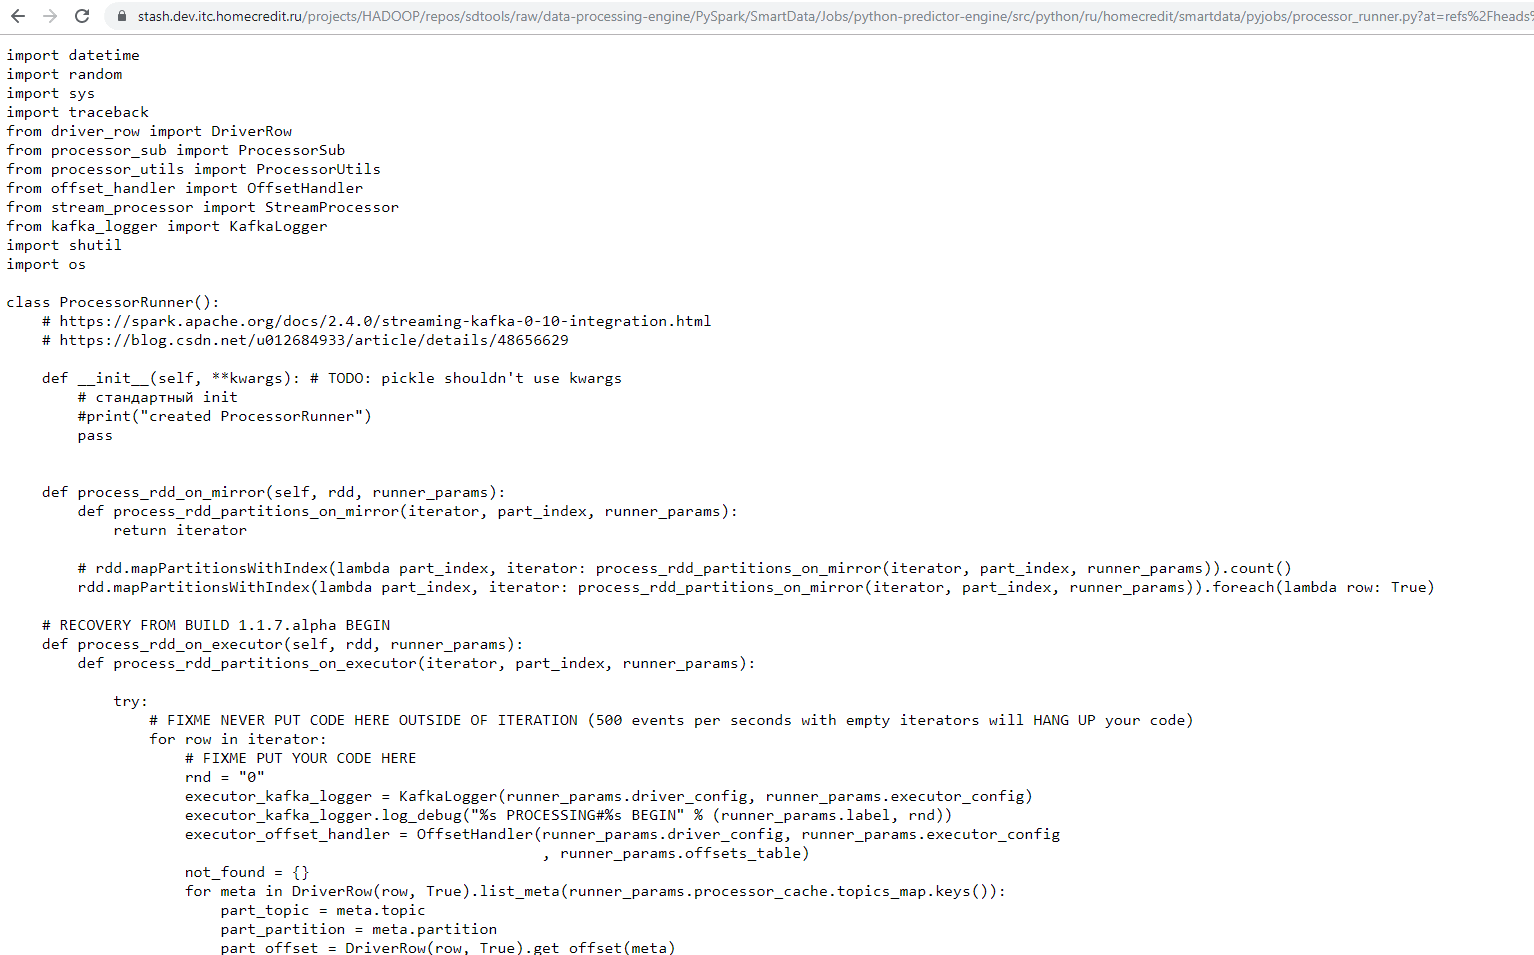 stash.dev.itc.homecredit.ru/projects/HADOOP/repos/sdtools/raw/data-processing-engine/PySpark/SmartData/Jobs/python-predictor-engine/src/python/ru/homecredit/smartdata/pyjobs/processor_runner.py?at=refs%2Fheads%
import datetime
import random
import sys
import traceback
from driver_row import DriverRow
from processor_sub import ProcessorSub
from processor_utils import ProcessorUtils
from offset_handler import OffsetHandler
from stream_processor import StreamProcessor
from kafka_logger import KafkaLogger
import shutil
import os
class ProcessorRunner():
    # https://spark.apache.org/docs/2.4.0/streaming-kafka-0-10-integration.html
    # https://blog.csdn.net/u012684933/article/details/48656629
    def __init__(self, **kwargs): # TODO: pickle shouldn't use kwargs
        # стандартный init
        #print("created ProcessorRunner")
        pass
    def process_rdd_on_mirror(self, rdd, runner_params):
        def process_rdd_partitions_on_mirror(iterator, part_index, runner_params):
            return iterator
        # rdd.mapPartitionsWithIndex(lambda part_index, iterator: process_rdd_partitions_on_mirror(iterator, part_index, runner_params)).count()
        rdd.mapPartitionsWithIndex(lambda part_index, iterator: process_rdd_partitions_on_mirror(iterator, part_index, runner_params)).foreach(lambda row: True)
    # RECOVERY FROM BUILD 1.1.7.alpha BEGIN
    def process_rdd_on_executor(self, rdd, runner_params):
        def process_rdd_partitions_on_executor(iterator, part_index, runner_params):
            try:
                # FIXME NEVER PUT CODE HERE OUTSIDE OF ITERATION (500 events per seconds with empty iterators will HANG UP your code)
                for row in iterator:
                    # FIXME PUT YOUR CODE HERE
                    rnd = "0"
                    executor_kafka_logger = KafkaLogger(runner_params.driver_config, runner_params.executor_config)
                    executor_kafka_logger.log_debug("%s PROCESSING#%s BEGIN" % (runner_params.label, rnd))
                    executor_offset_handler = OffsetHandler(runner_params.driver_config, runner_params.executor_config
                                                            , runner_params.offsets_table)
                    not_found = {}
                    for meta in DriverRow(row, True).list_meta(runner_params.processor_cache.topics_map.keys()):
                        part_topic = meta.topic
                        part_partition = meta.partition
                        part_offset = DriverRow(row, True).get_offset(meta)